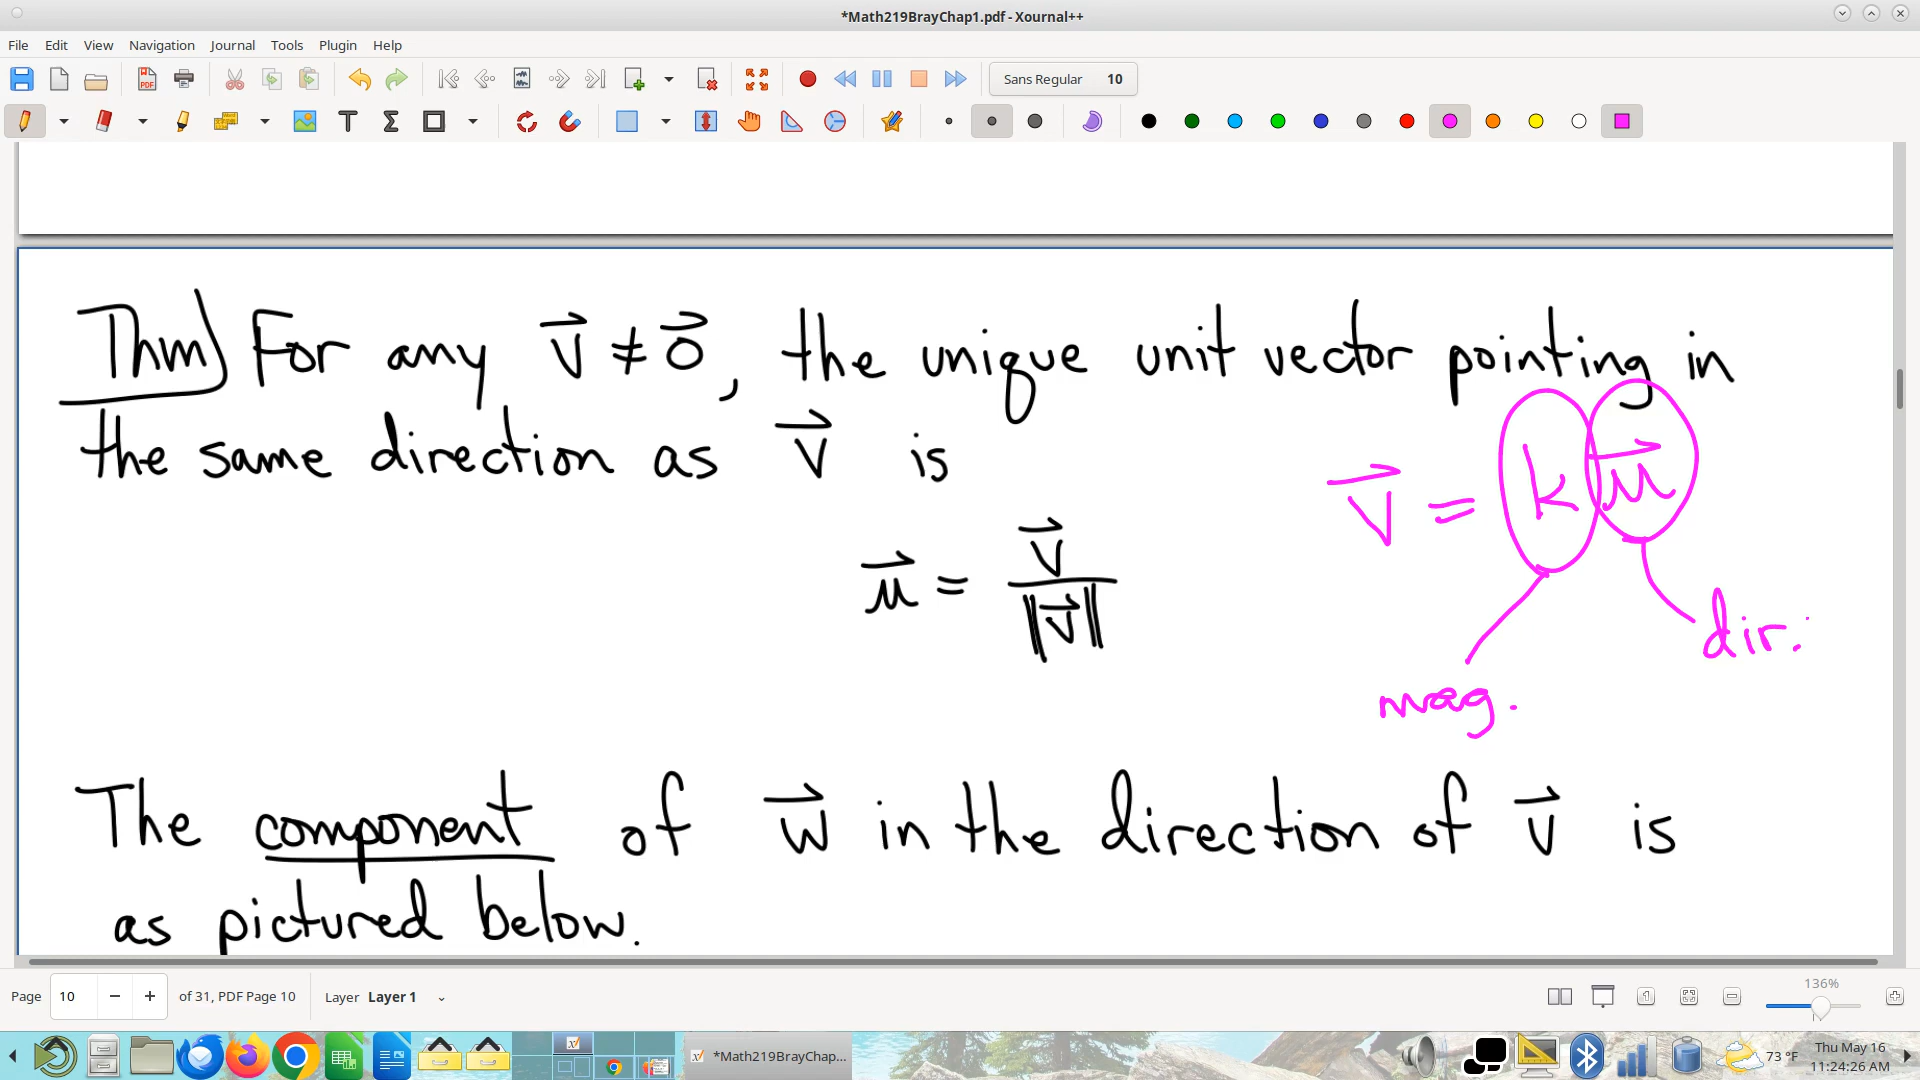 *Math219BrayChap1.pdf - Xournal++
File Edit View Navigation Journal Tools Plugin Help
Sans Regular 10
Thm) For any v⃗ ≠ 0⃗, the unique unit vector pointing in
the same direction as v⃗ is
u⃗ = v⃗ / ‖v⃗‖
v⃗ = k u⃗
dir.
mag.
The component of w⃗ in the direction of v⃗ is
as pictured below.
Page 10 of 31, PDF Page 10 Layer Layer 1
136%
*Math219BrayChap...
73 °F
Thu May 16
11:24:26 AM